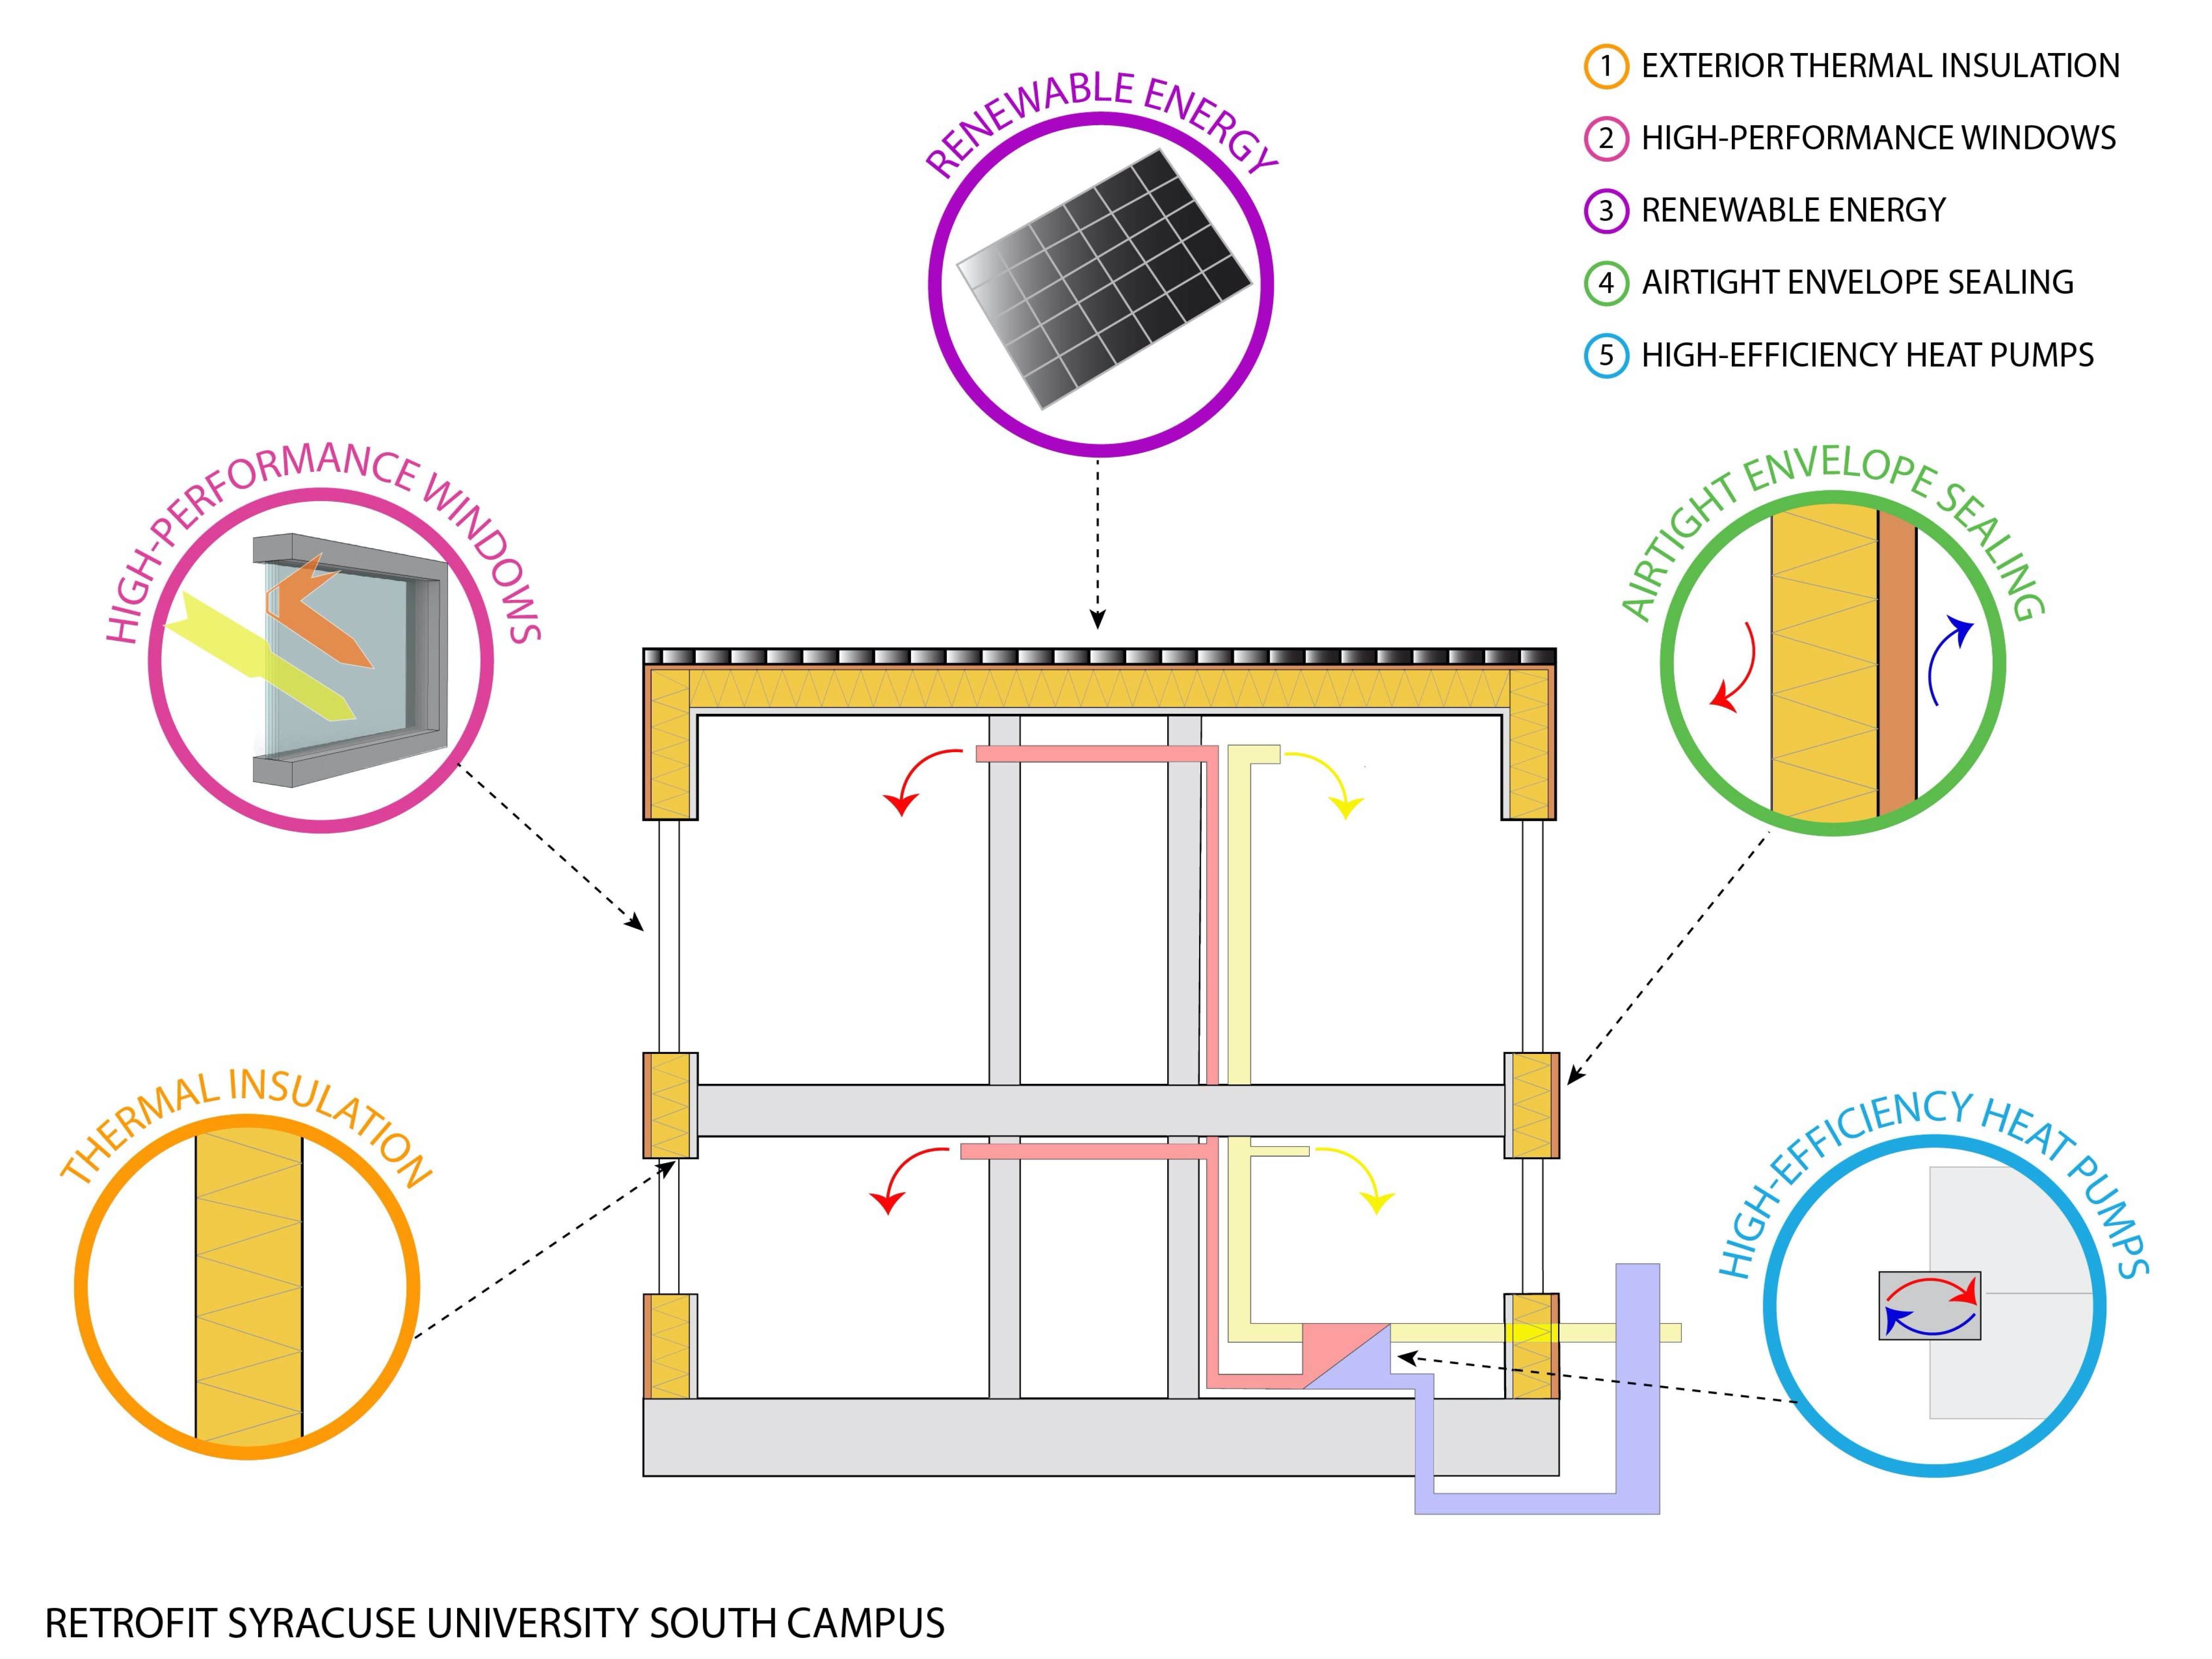 1 EXTERIOR THERMAL INSULATION
2 HIGH-PERFORMANCE WINDOWS
3 RENEWABLE ENERGY
4 AIRTIGHT ENVELOPE SEALING
5 HIGH-EFFICIENCY HEAT PUMPS
RENEWABLE ENERGY
HIGH-PERFORMANCE WINDOWS
AIRTIGHT ENVELOPE SEALING
THERMAL INSULATION
HIGH-EFFICIENCY HEAT PUMPS
RETROFIT SYRACUSE UNIVERSITY SOUTH CAMPUS